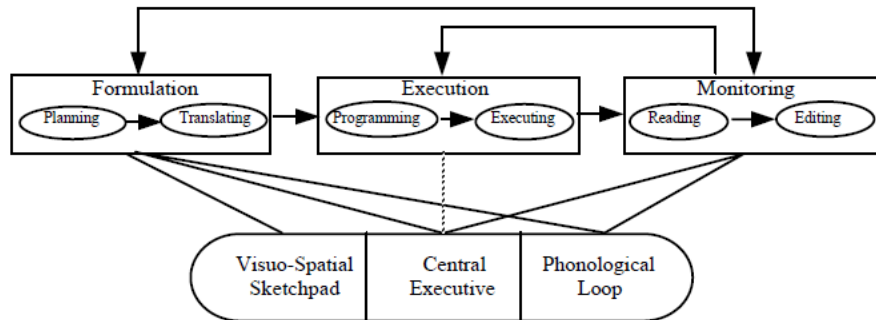 Formulation
Planning
Translating
Execution
Programming
Executing
Monitoring
Reading
Editing
Visuo-Spatial
Sketchpad
Central
Executive
Phonological
Loop